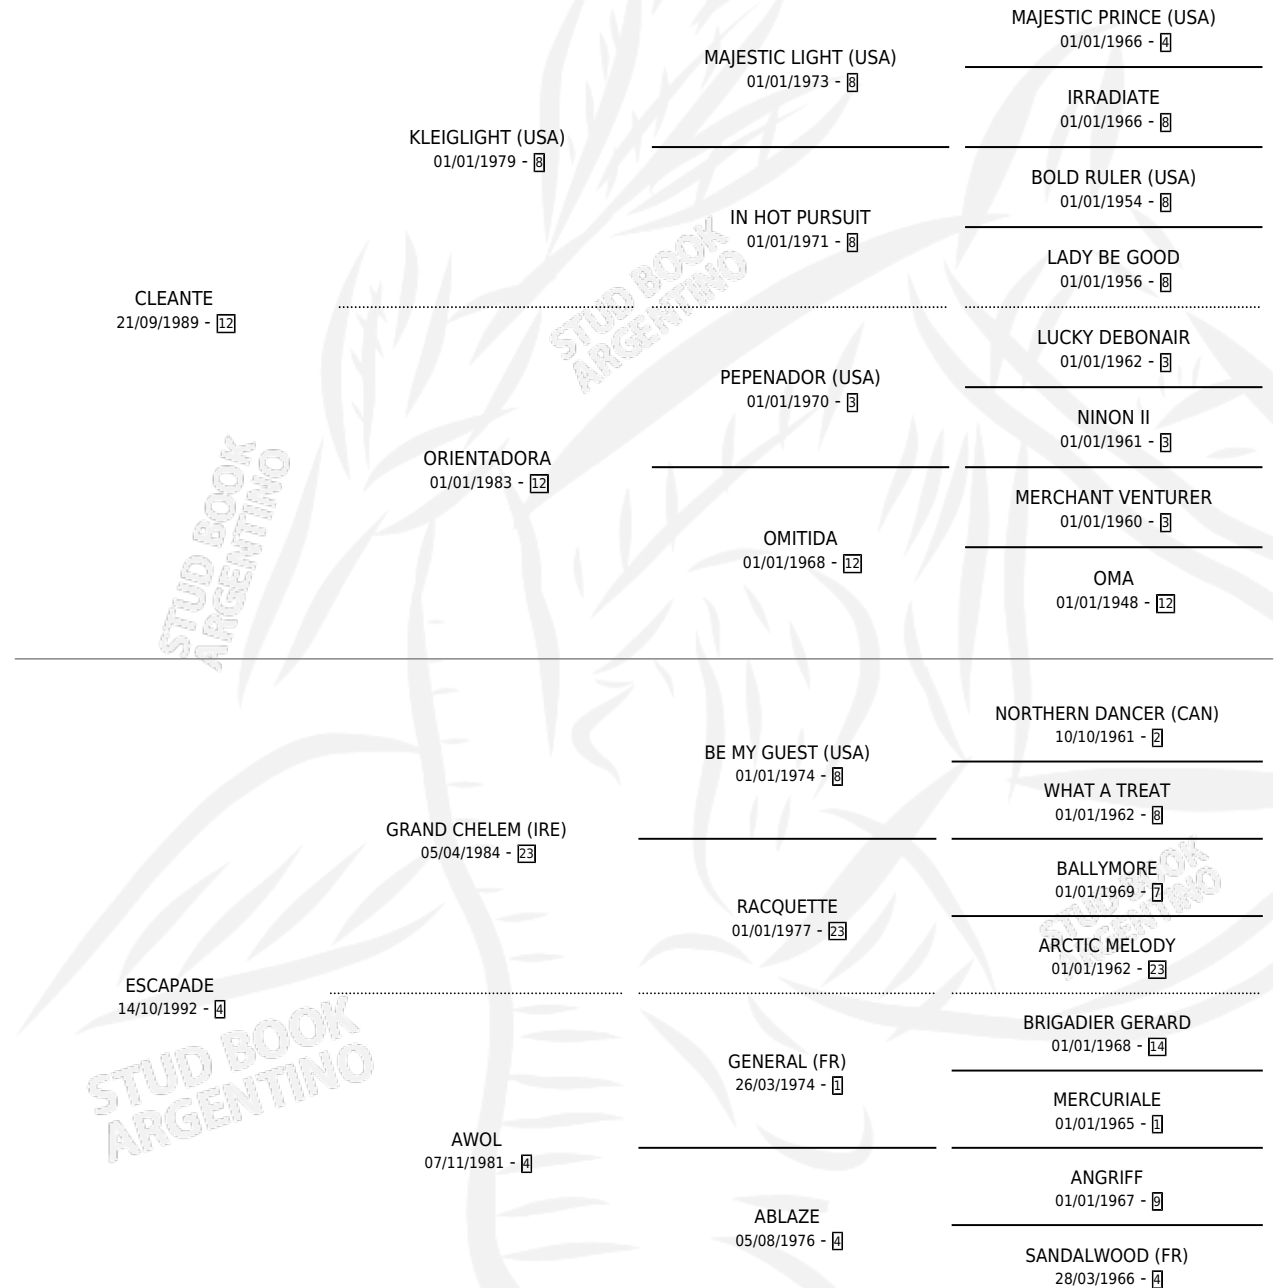 MAJESTIC PRINCE (USA)
01/01/1966 - 4
MAJESTIC LIGHT (USA)
01/01/1973 - 8
IRRADIATE
01/01/1966 - 8
KLEIGLIGHT (USA)
01/01/1979 - 8
BOLD RULER (USA)
01/01/1954 - 8
IN HOT PURSUIT
01/01/1971 - 8
LADY BE GOOD
01/01/1956 - 8
CLEANTE
21/09/1989 - 12
LUCKY DEBONAIR
01/01/1962 - 3
PEPENADOR (USA)
01/01/1970 - 3
NINON II
01/01/1961 - 3
ORIENTADORA
01/01/1983 - 12
MERCHANT VENTURER
01/01/1960 - 3
OMITIDA
01/01/1968 - 12
OMA
01/01/1948 - 12
NORTHERN DANCER (CAN)
10/10/1961 - 2
BE MY GUEST (USA)
01/01/1974 - 8
WHAT A TREAT
01/01/1962 - 8
GRAND CHELEM (IRE)
05/04/1984 - 23
BALLYMORE
01/01/1969 - 7
RACQUETTE
01/01/1977 - 23
ARCTIC MELODY
01/01/1962 - 23
ESCAPADE
14/10/1992 - 4
BRIGADIER GERARD
01/01/1968 - 14
GENERAL (FR)
26/03/1974 - 1
MERCURIALE
01/01/1965 - 1
AWOL
07/11/1981 - 4
ANGRIFF
01/01/1967 - 9
ABLAZE
05/08/1976 - 4
SANDALWOOD (FR)
28/03/1966 - 4
STUD BOOK
ARGENTINO
STUD BOOK
ARGENTINO
STUD BOOK
ARGENTINO
STUD BOOK
ARGENTINO